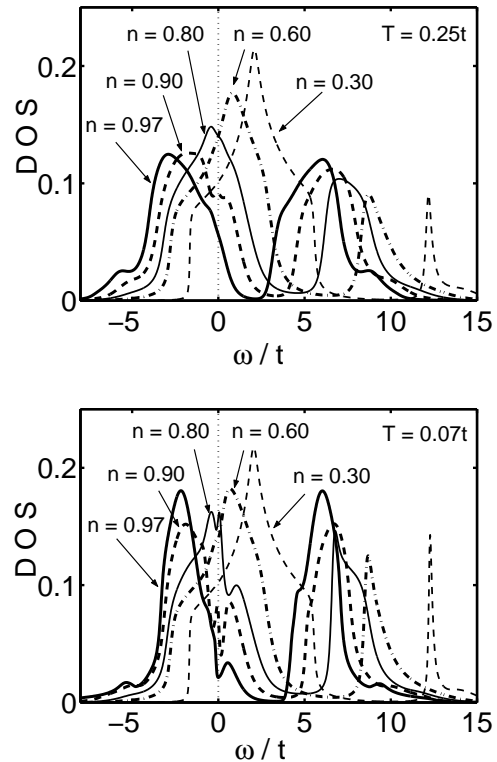 n = 0.80
n = 0.60
T = 0.25t
0.2
n = 0.90
n = 0.30
n = 0.97
D O S
0.1
0
−5
0
5
10
15
ω / t
n = 0.80
n = 0.60
T = 0.07t
0.2
n = 0.90
n = 0.30
n = 0.97
D O S
0.1
0
−5
0
5
10
15
ω / t